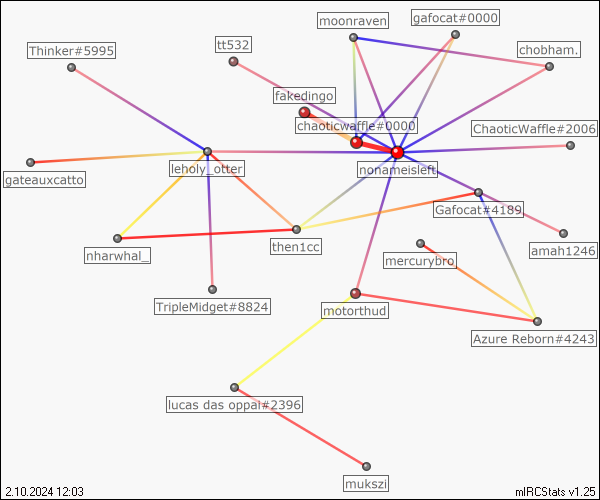 moonraven
gafocat#0000
tt532
Thinker#5995
chobham.
fakedingo
chaoticwaffle#0000
ChaoticWaffle#2006
leholy_otter
nonameisleft
gateauxcatto
Gafocat#4189
nharwhal_
then1cc
amah1246
mercurybro
TripleMidget#8824
motorthud
Azure Reborn#4243
lucas das oppai#2396
mukszi
2.10.2024 12:03
mIRCStats v1.25